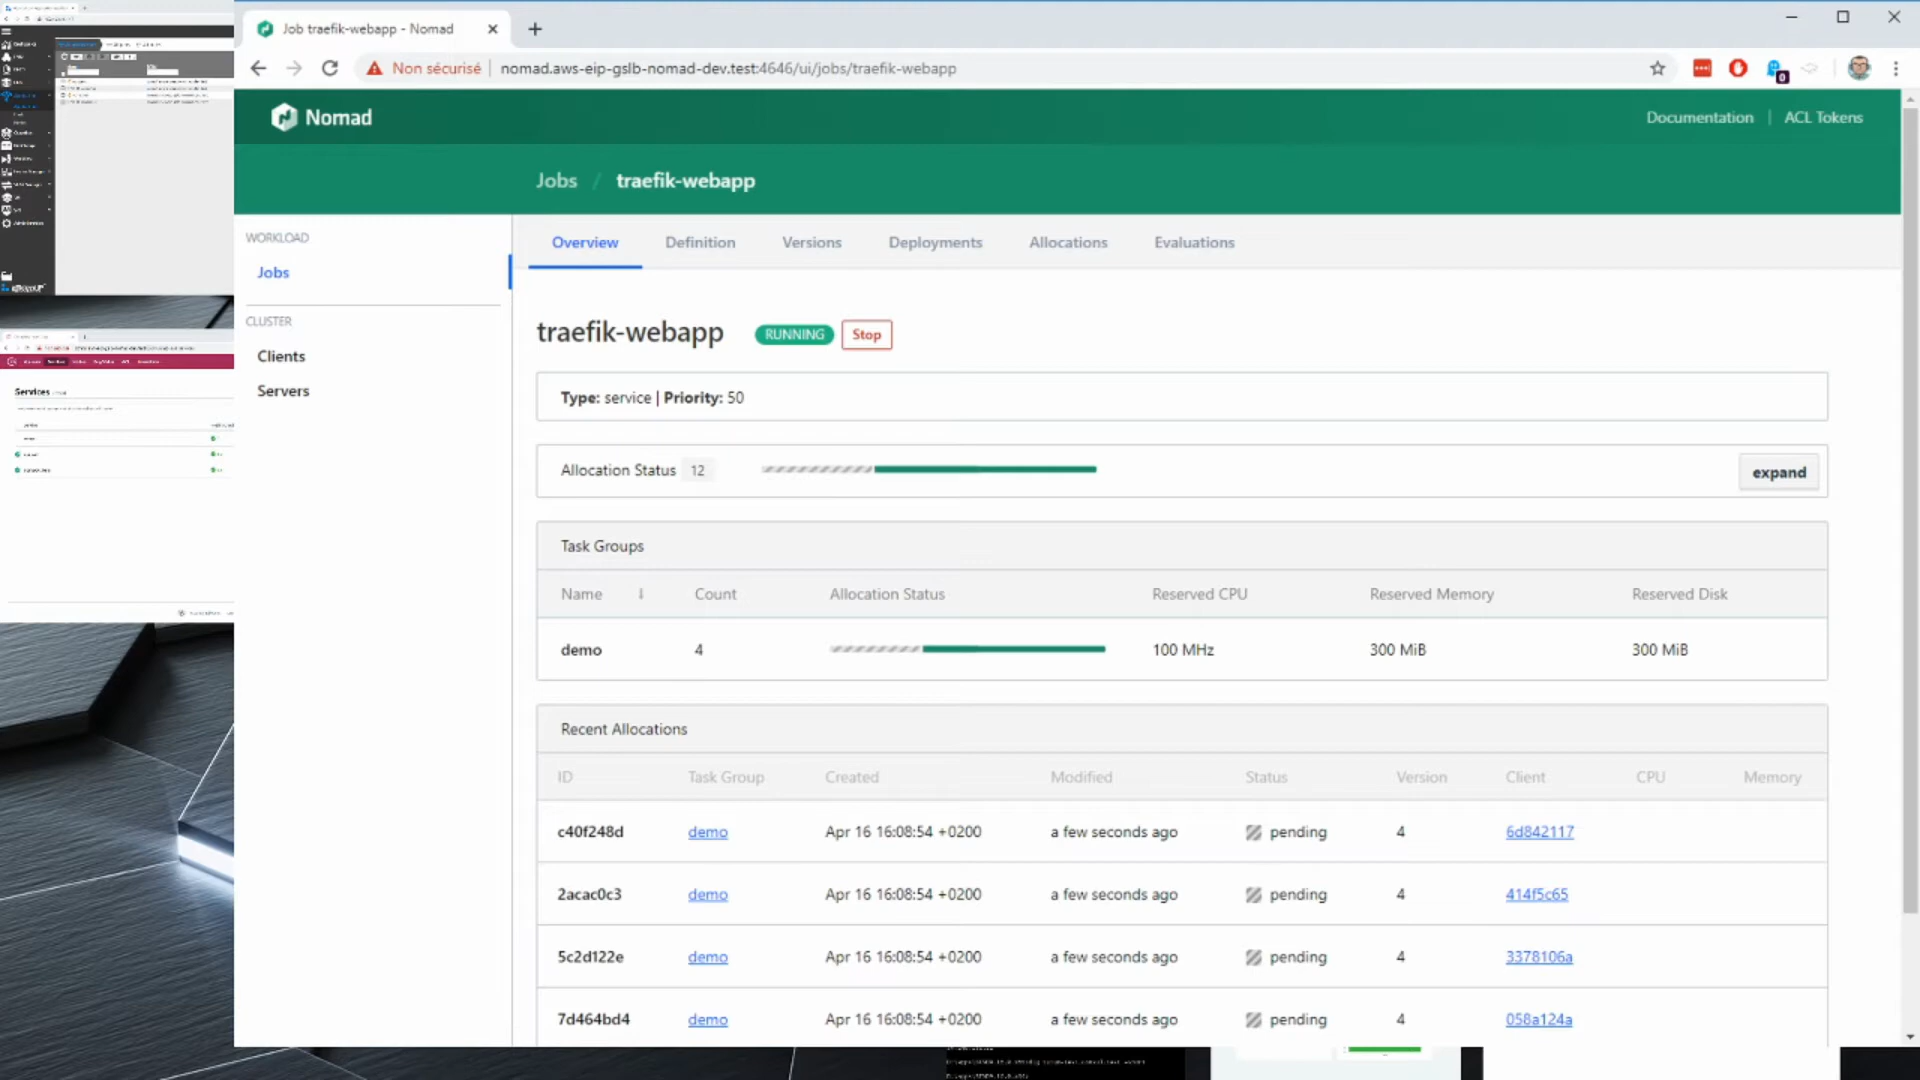 Job traefik-webapp - Nomad
Non sécurisé
nomad.aws-eip-gslb-nomad-dev.test:4646/ui/jobs/traefik-webapp
0
Nomad
Documentation | ACL Tokens
Jobs / traefik-webapp
WORKLOAD
Jobs
CLUSTER
Clients
Servers
Overview Definition Versions Deployments Allocations Evaluations
traefik-webapp RUNNING Stop
Type: service | Priority: 50
Allocation Status 12 expand
Task Groups
Name Count Allocation Status Reserved CPU Reserved Memory Reserved Disk
demo 4 100 MHz 300 MiB 300 MiB
Recent Allocations
ID Task Group Created Modified Status Version Client CPU Memory
c40f248d demo Apr 16 16:08:54 +0200 a few seconds ago pending 4 6d842117
2acac0c3 demo Apr 16 16:08:54 +0200 a few seconds ago pending 4 414f5c65
5c2d122e demo Apr 16 16:08:54 +0200 a few seconds ago pending 4 3378106a
7d464bd4 demo Apr 16 16:08:54 +0200 a few seconds ago pending 4 058a124a
Services